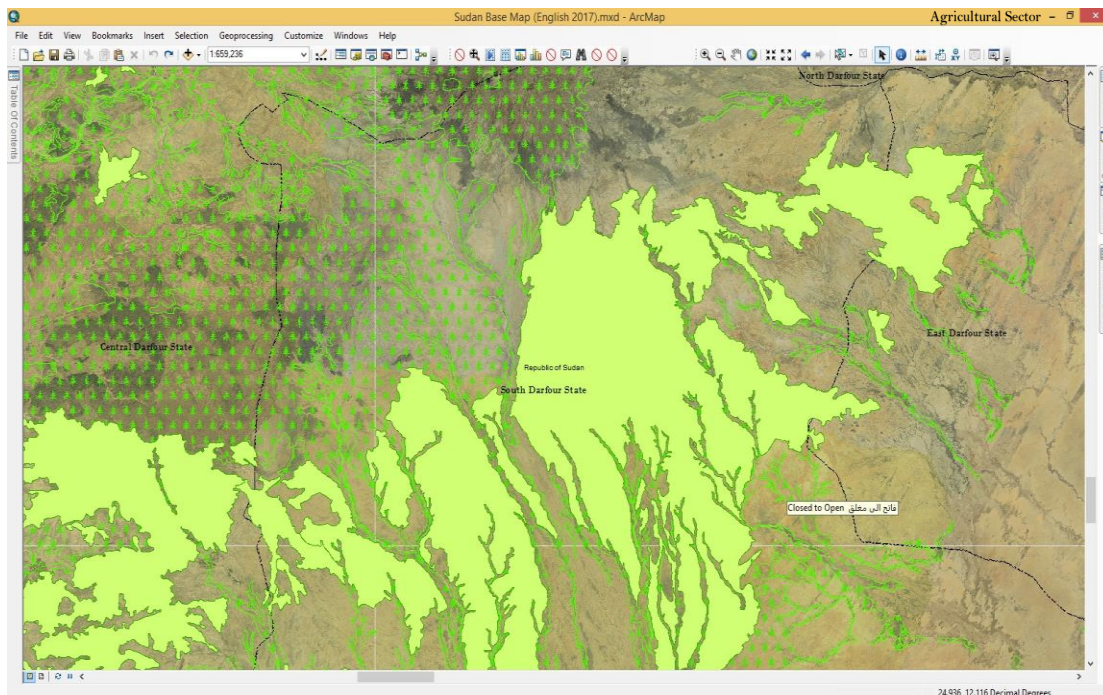 Sudan Base Map (English 2017).mxd - ArcMap
Agricultural Sector
File Edit View Bookmarks Insert Selection Geoprocessing Customize Windows Help
1:659,236
Table Of Contents
North Darfour State
Central Darfour State
East Darfour State
Republic of Sudan
South Darfour State
Closed to Open فاتح الى مغلق
24.936 12.116 Decimal Degrees